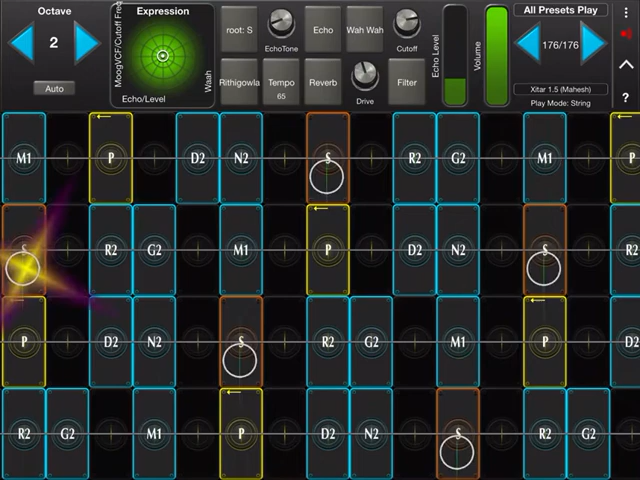 Octave
2
Auto
MoogVCF/Cutoff Freq
Expression
Waah
Echo/Level
root: S
EchoTone
Echo
Wah Wah
Cutoff
Rithigowla
Tempo
65
Reverb
Drive
Filter
Echo Level
Volume
All Presets Play
176/176
Xitar 1.5 (Mahesh)
Play Mode: String
?
M1 P D2 N2 S R2 G2 M1 P
S R2 G2 M1 P D2 N2 S R2
P D2 N2 S R2 G2 M1 P D2
R2 G2 M1 P D2 N2 S R2 G2